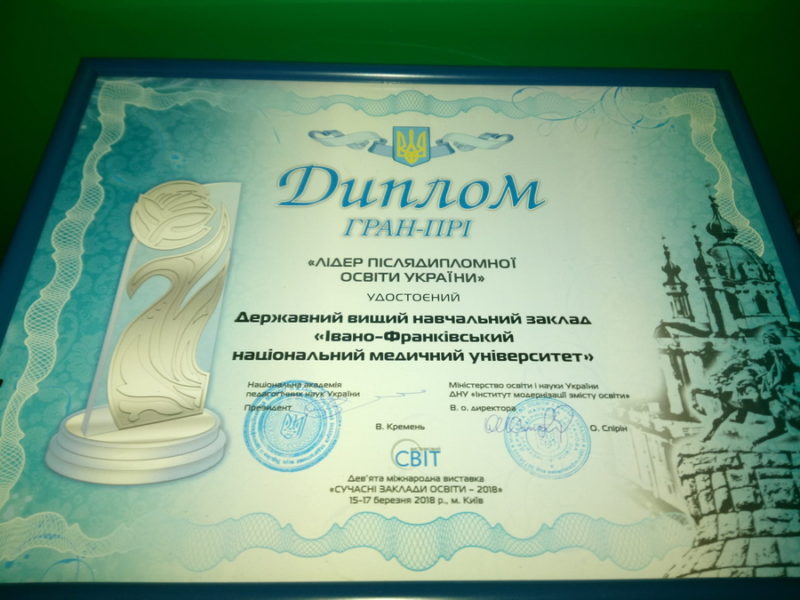 Диплом
ГРАН-ПРІ
«ЛІДЕР ПІСЛЯДИПЛОМНОЇ
ОСВІТИ УКРАЇНИ»
УДОСТОЄНИЙ
Державний вищий навчальний заклад
«Івано-Франківський
національний медичний університет»
Національна академія
педагогічних наук України
Президент
В. Кремень
Міністерство освіти і науки України
ДНУ «Інститут модернізації змісту освіти»
В. о. директора
О. Спірін
СВІТ
Дев'ята міжнародна виставка
«СУЧАСНІ ЗАКЛАДИ ОСВІТИ – 2018»
15-17 березня 2018 р., м. Київ